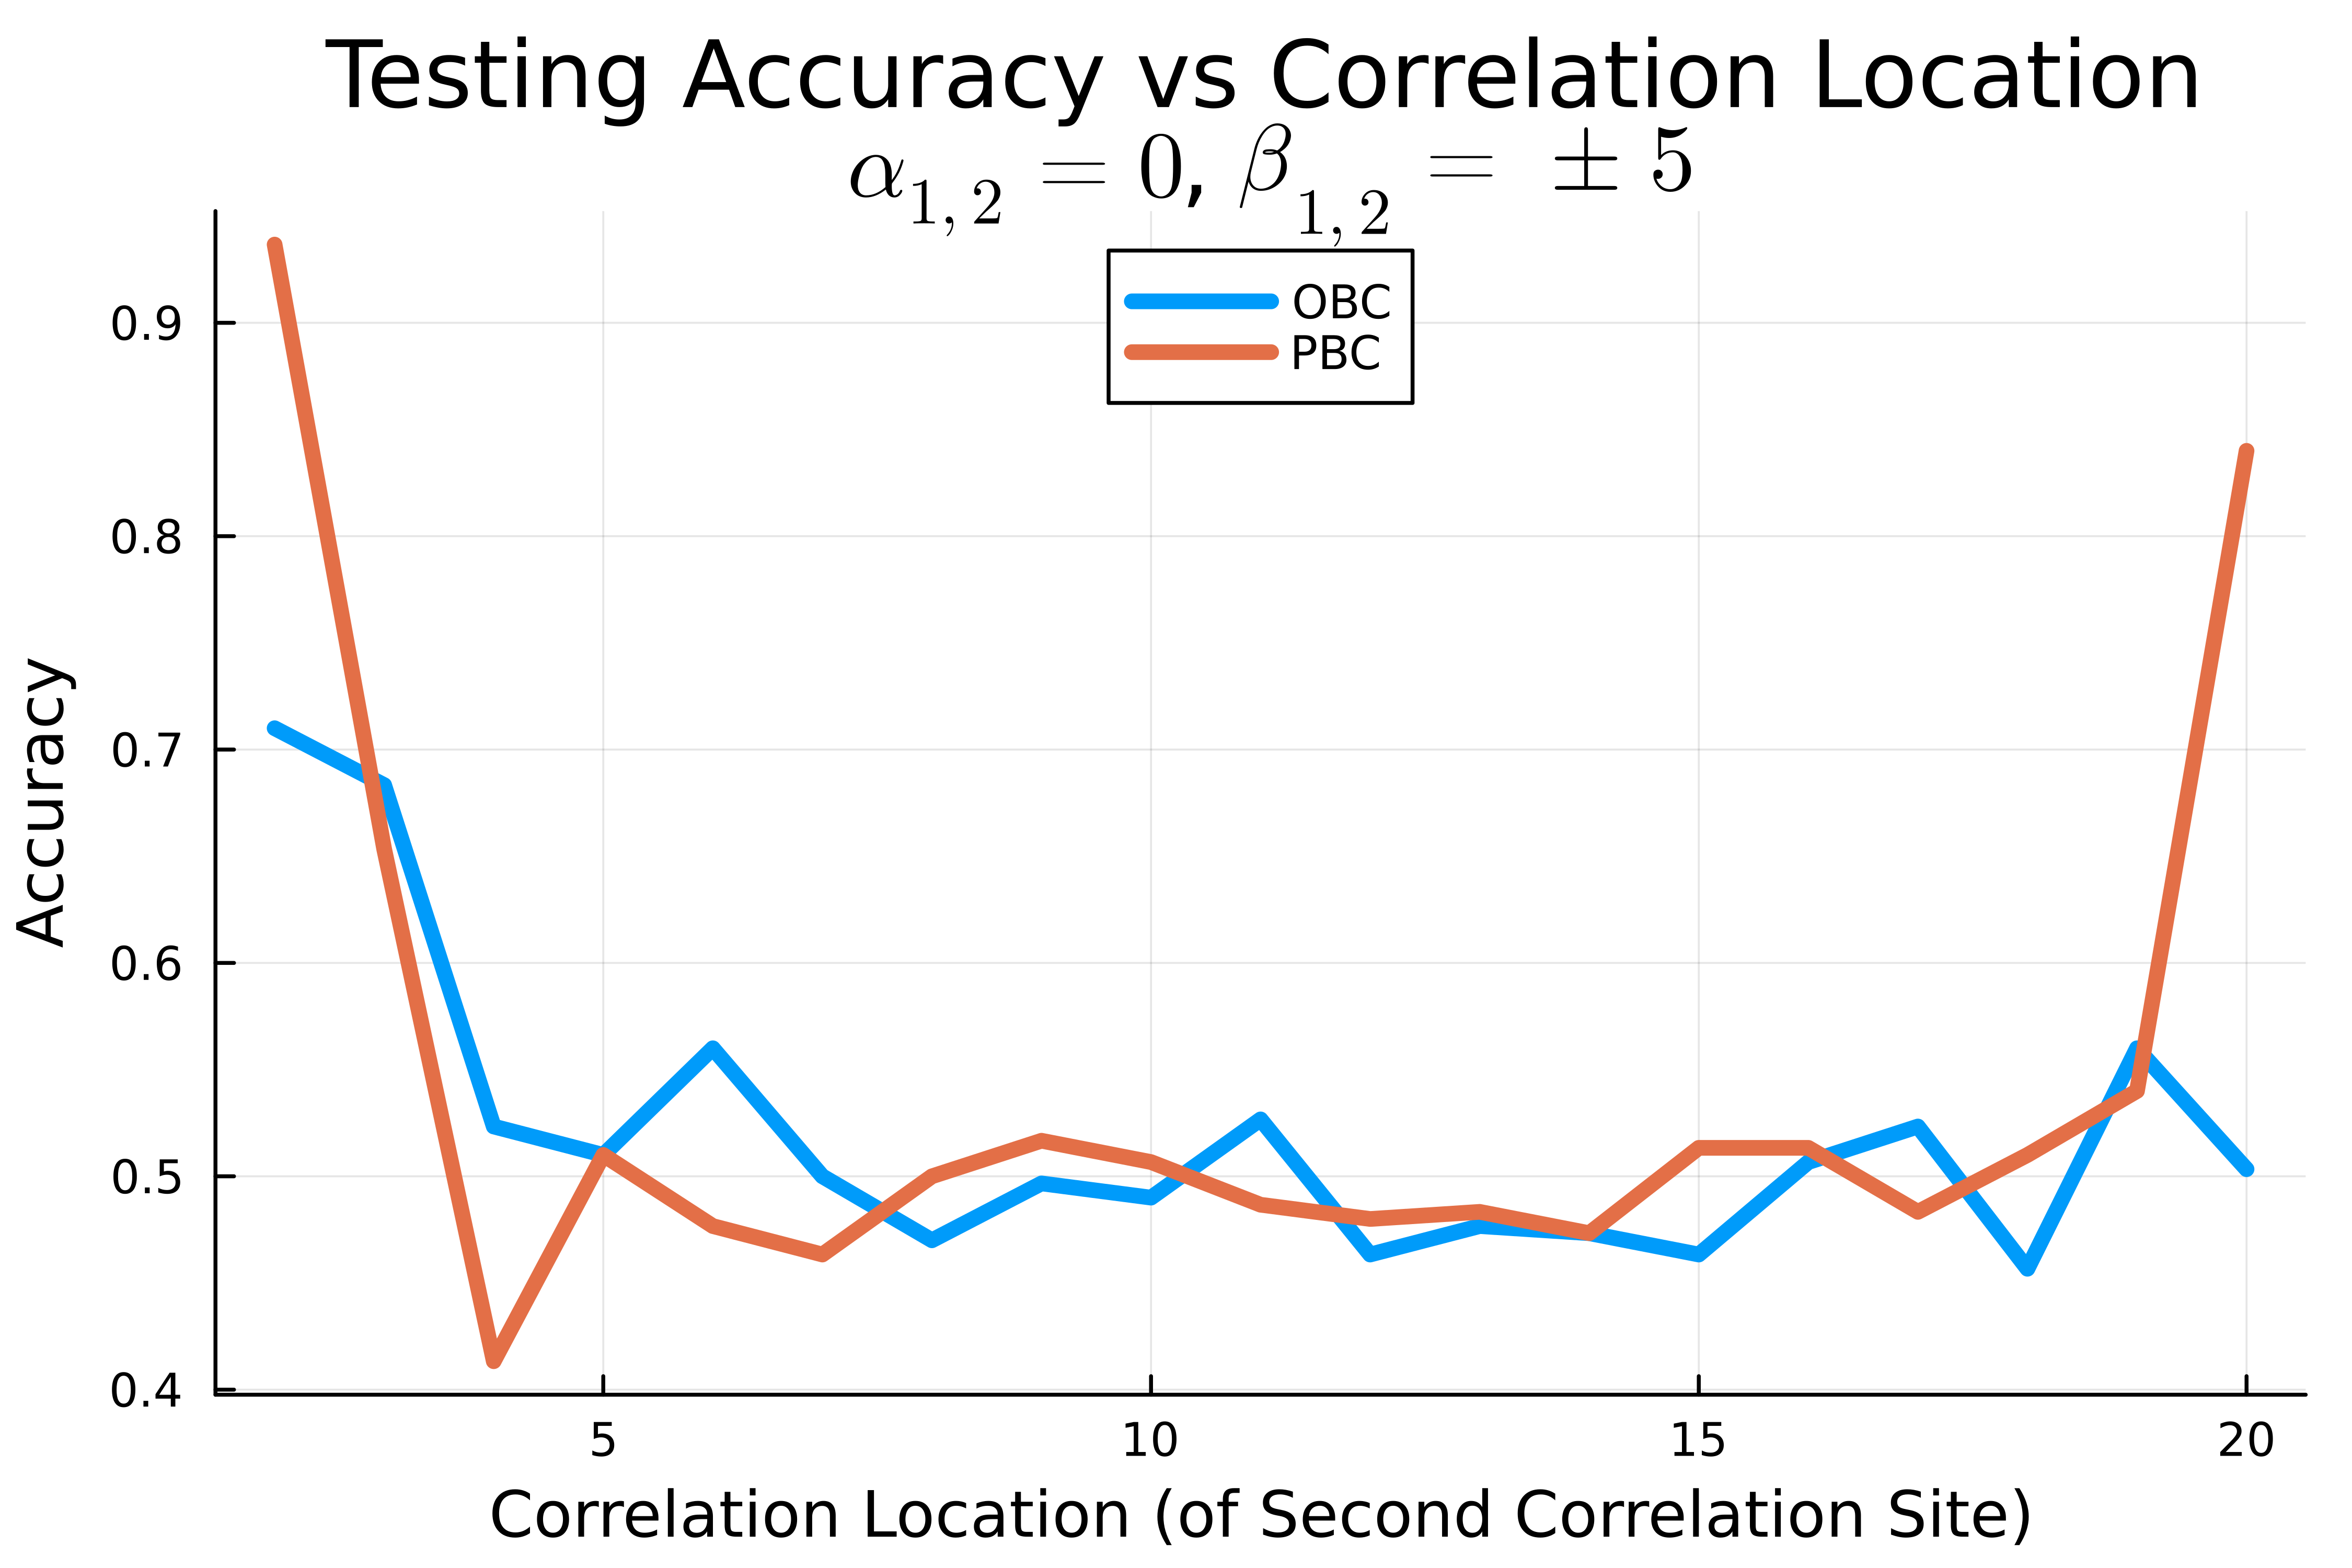 Testing Accuracy vs Correlation Location
α₁,₂ = 0, β₁,₂ = ± 5
OBC
PBC
0.9
0.8
0.7
0.6
0.5
0.4
Accuracy
5 10 15 20
Correlation Location (of Second Correlation Site)